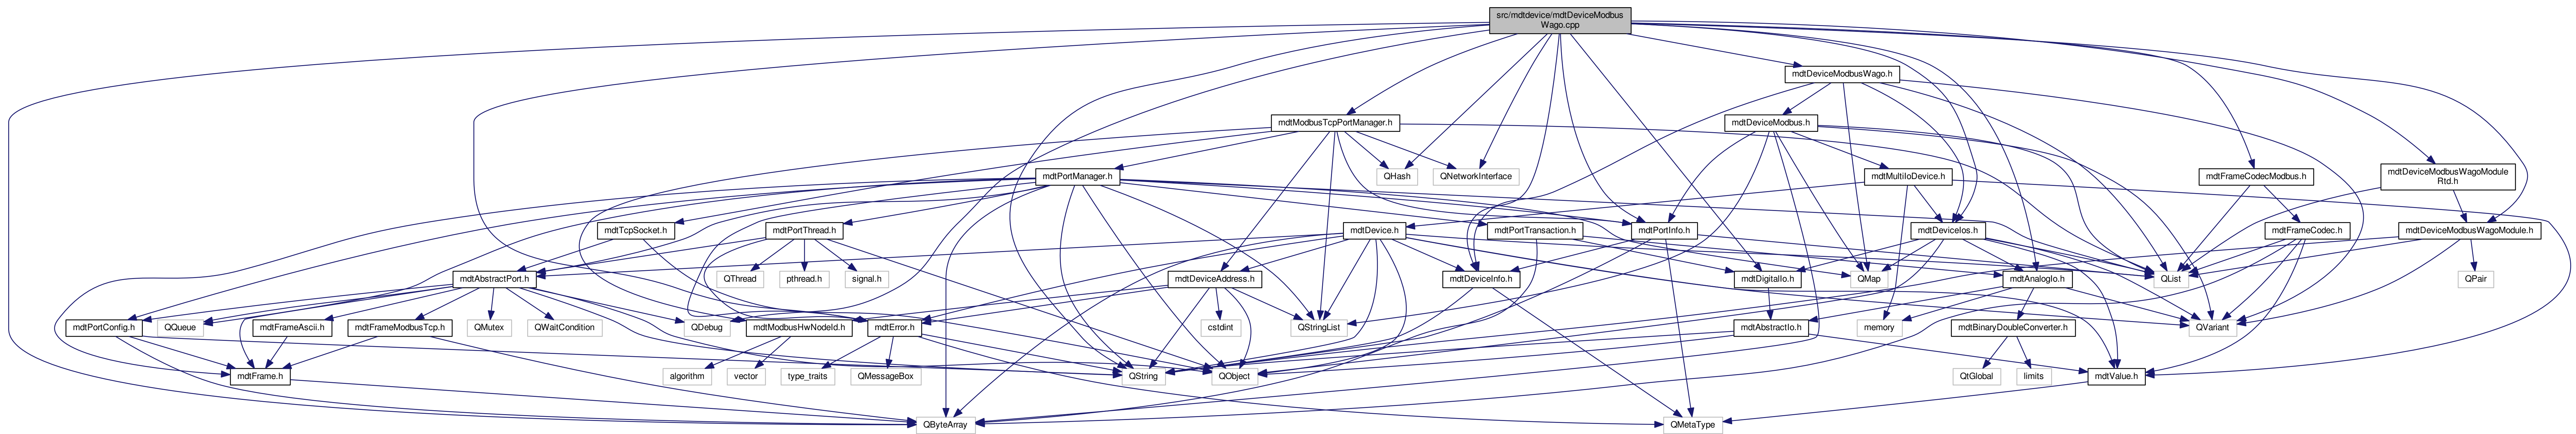 src/mdtdevice/mdtDeviceModbus
Wago.cpp
mdtDeviceModbusWago.h
mdtModbusTcpPortManager.h
mdtDeviceModbus.h
mdtPortManager.h
QHash
QNetworkInterface
mdtMultiIoDevice.h
mdtFrameCodecModbus.h
mdtDeviceModbusWagoModule
Rtd.h
mdtTcpSocket.h
mdtPortThread.h
mdtDevice.h
mdtPortTransaction.h
mdtPortInfo.h
mdtDeviceIos.h
mdtFrameCodec.h
mdtDeviceModbusWagoModule.h
mdtAbstractPort.h
QThread
pthread.h
signal.h
mdtDeviceAddress.h
mdtDeviceInfo.h
mdtDigitalIo.h
QMap
mdtAnalogIo.h
QList
QPair
mdtPortConfig.h
QQueue
mdtFrameAscii.h
mdtFrameModbusTcp.h
QMutex
QWaitCondition
QDebug
mdtModbusHwNodeId.h
mdtError.h
cstdint
QStringList
mdtAbstractIo.h
memory
mdtBinaryDoubleConverter.h
QVariant
mdtFrame.h
algorithm
vector
type_traits
QMessageBox
QString
QObject
QtGlobal
limits
mdtValue.h
QByteArray
QMetaType